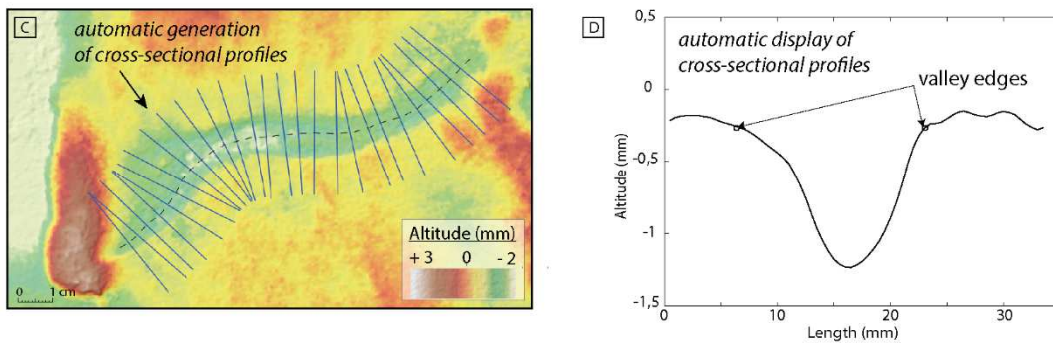 C
automatic generation
of cross-sectional profiles
Altitude (mm)
+ 3 0 - 2
0 1 cm
D
automatic display of
cross-sectional profiles
valley edges
0,5
0
-0,5
-1
-1,5
Altitude (mm)
0 10 20 30
Length (mm)